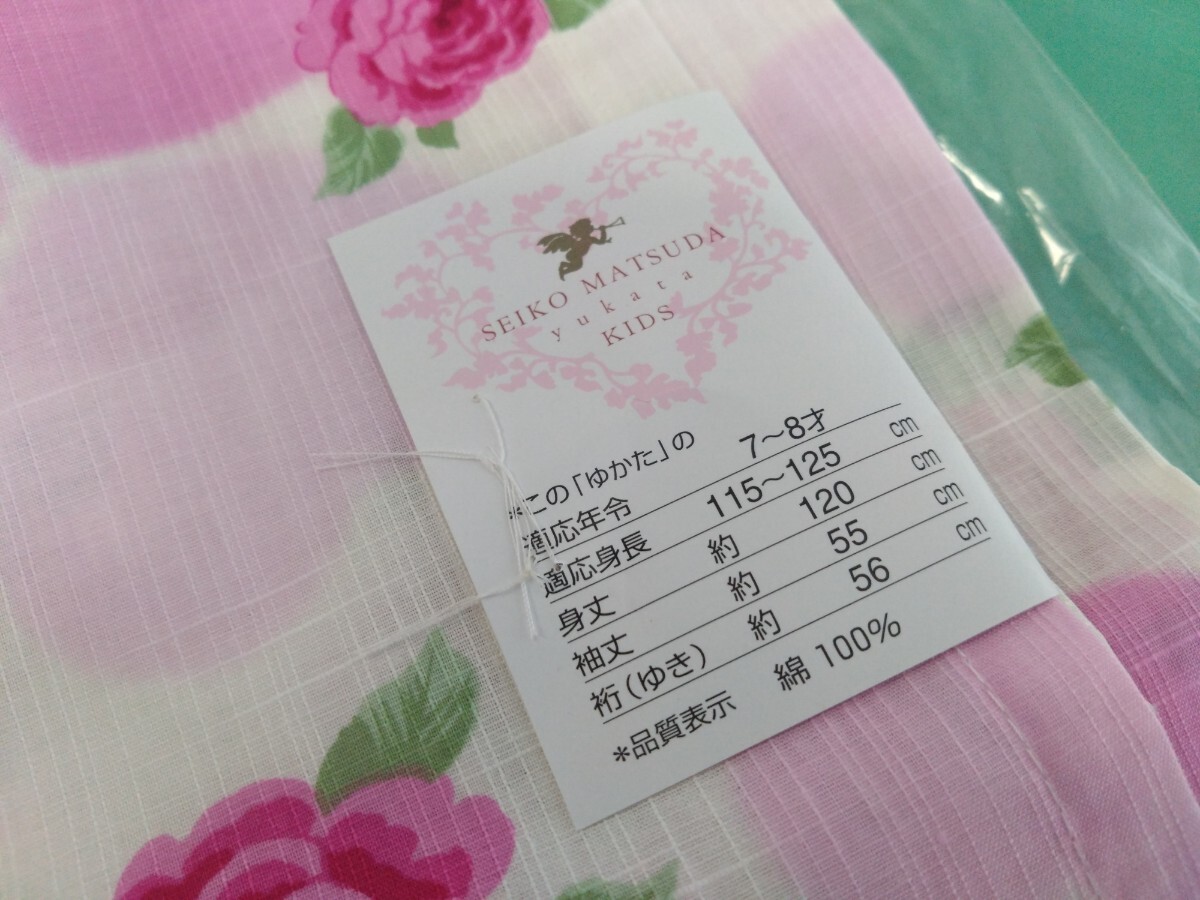 SEIKO MATSUDA
yukata
KIDS
*この「ゆかた」の
適応年令 7〜8才
適応身長 115〜125 cm
身丈 約 120 cm
袖丈 約 55 cm
裄(ゆき) 約 56 cm
*品質表示 綿 100%